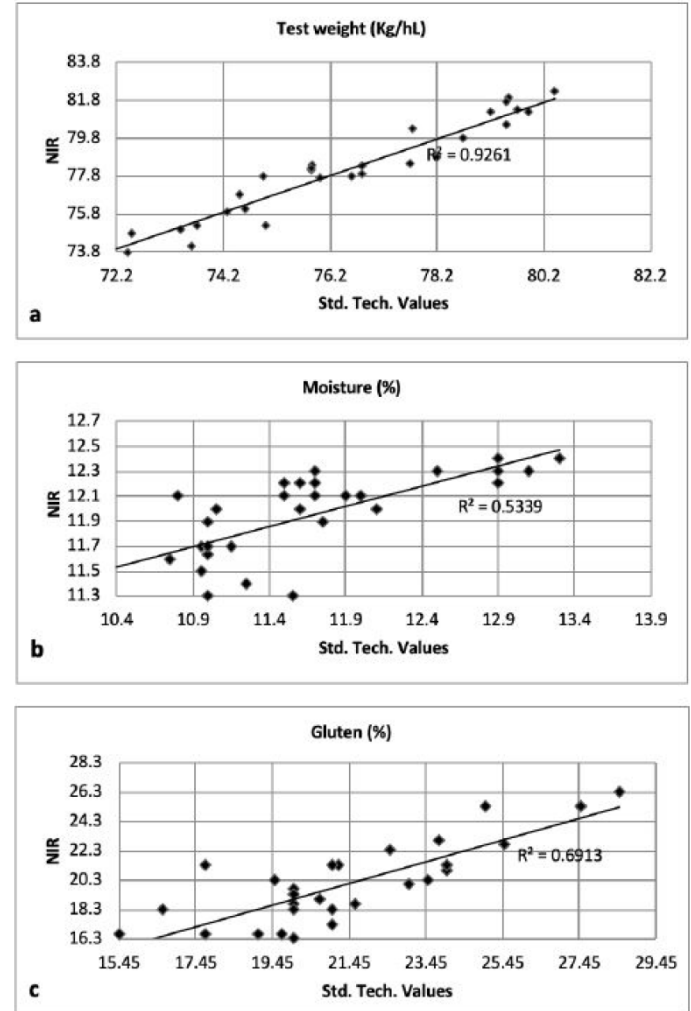 Test weight (Kg/hL)
83.8
81.8
79.8
77.8
75.8
73.8
NIR
R² = 0.9261
72.2 74.2 76.2 78.2 80.2 82.2
Std. Tech. Values
a
Moisture (%)
12.7
12.5
12.3
12.1
11.9
11.7
11.5
11.3
NIR
R² = 0.5339
10.4 10.9 11.4 11.9 12.4 12.9 13.4 13.9
Std. Tech. Values
b
Gluten (%)
28.3
26.3
24.3
22.3
20.3
18.3
16.3
NIR
R² = 0.6913
15.45 17.45 19.45 21.45 23.45 25.45 27.45 29.45
Std. Tech. Values
c